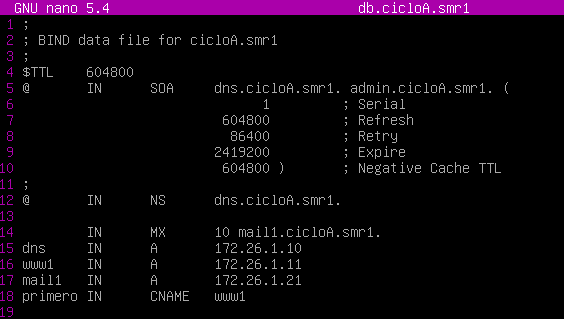 GNU nano 5.4 db.cicloA.smr1
1 ;
2 ; BIND data file for cicloA.smr1
3 ;
4 $TTL 604800
5 @ IN SOA dns.cicloA.smr1. admin.cicloA.smr1. (
6 1 ; Serial
7 604800 ; Refresh
8 86400 ; Retry
9 2419200 ; Expire
10 604800 ) ; Negative Cache TTL
11 ;
12 @ IN NS dns.cicloA.smr1.
13
14 IN MX 10 mail1.cicloA.smr1.
15 dns IN A 172.26.1.10
16 www1 IN A 172.26.1.11
17 mail1 IN A 172.26.1.21
18 primero IN CNAME www1
19